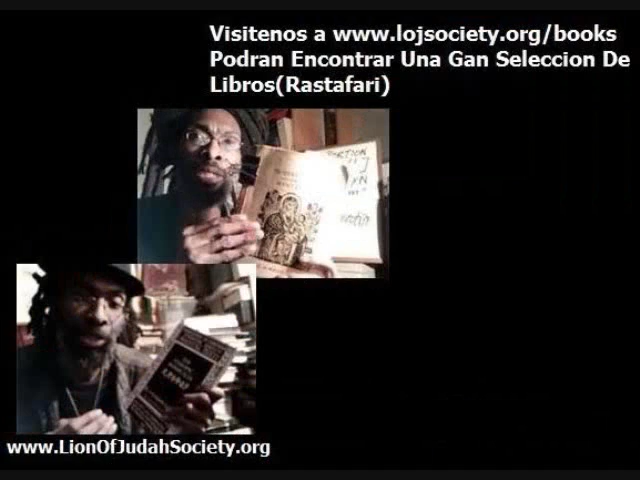 Visitenos a www.lojsociety.org/books
Podran Encontrar Una Gan Seleccion De
Libros(Rastafari)
www.LionOfJudahSociety.org